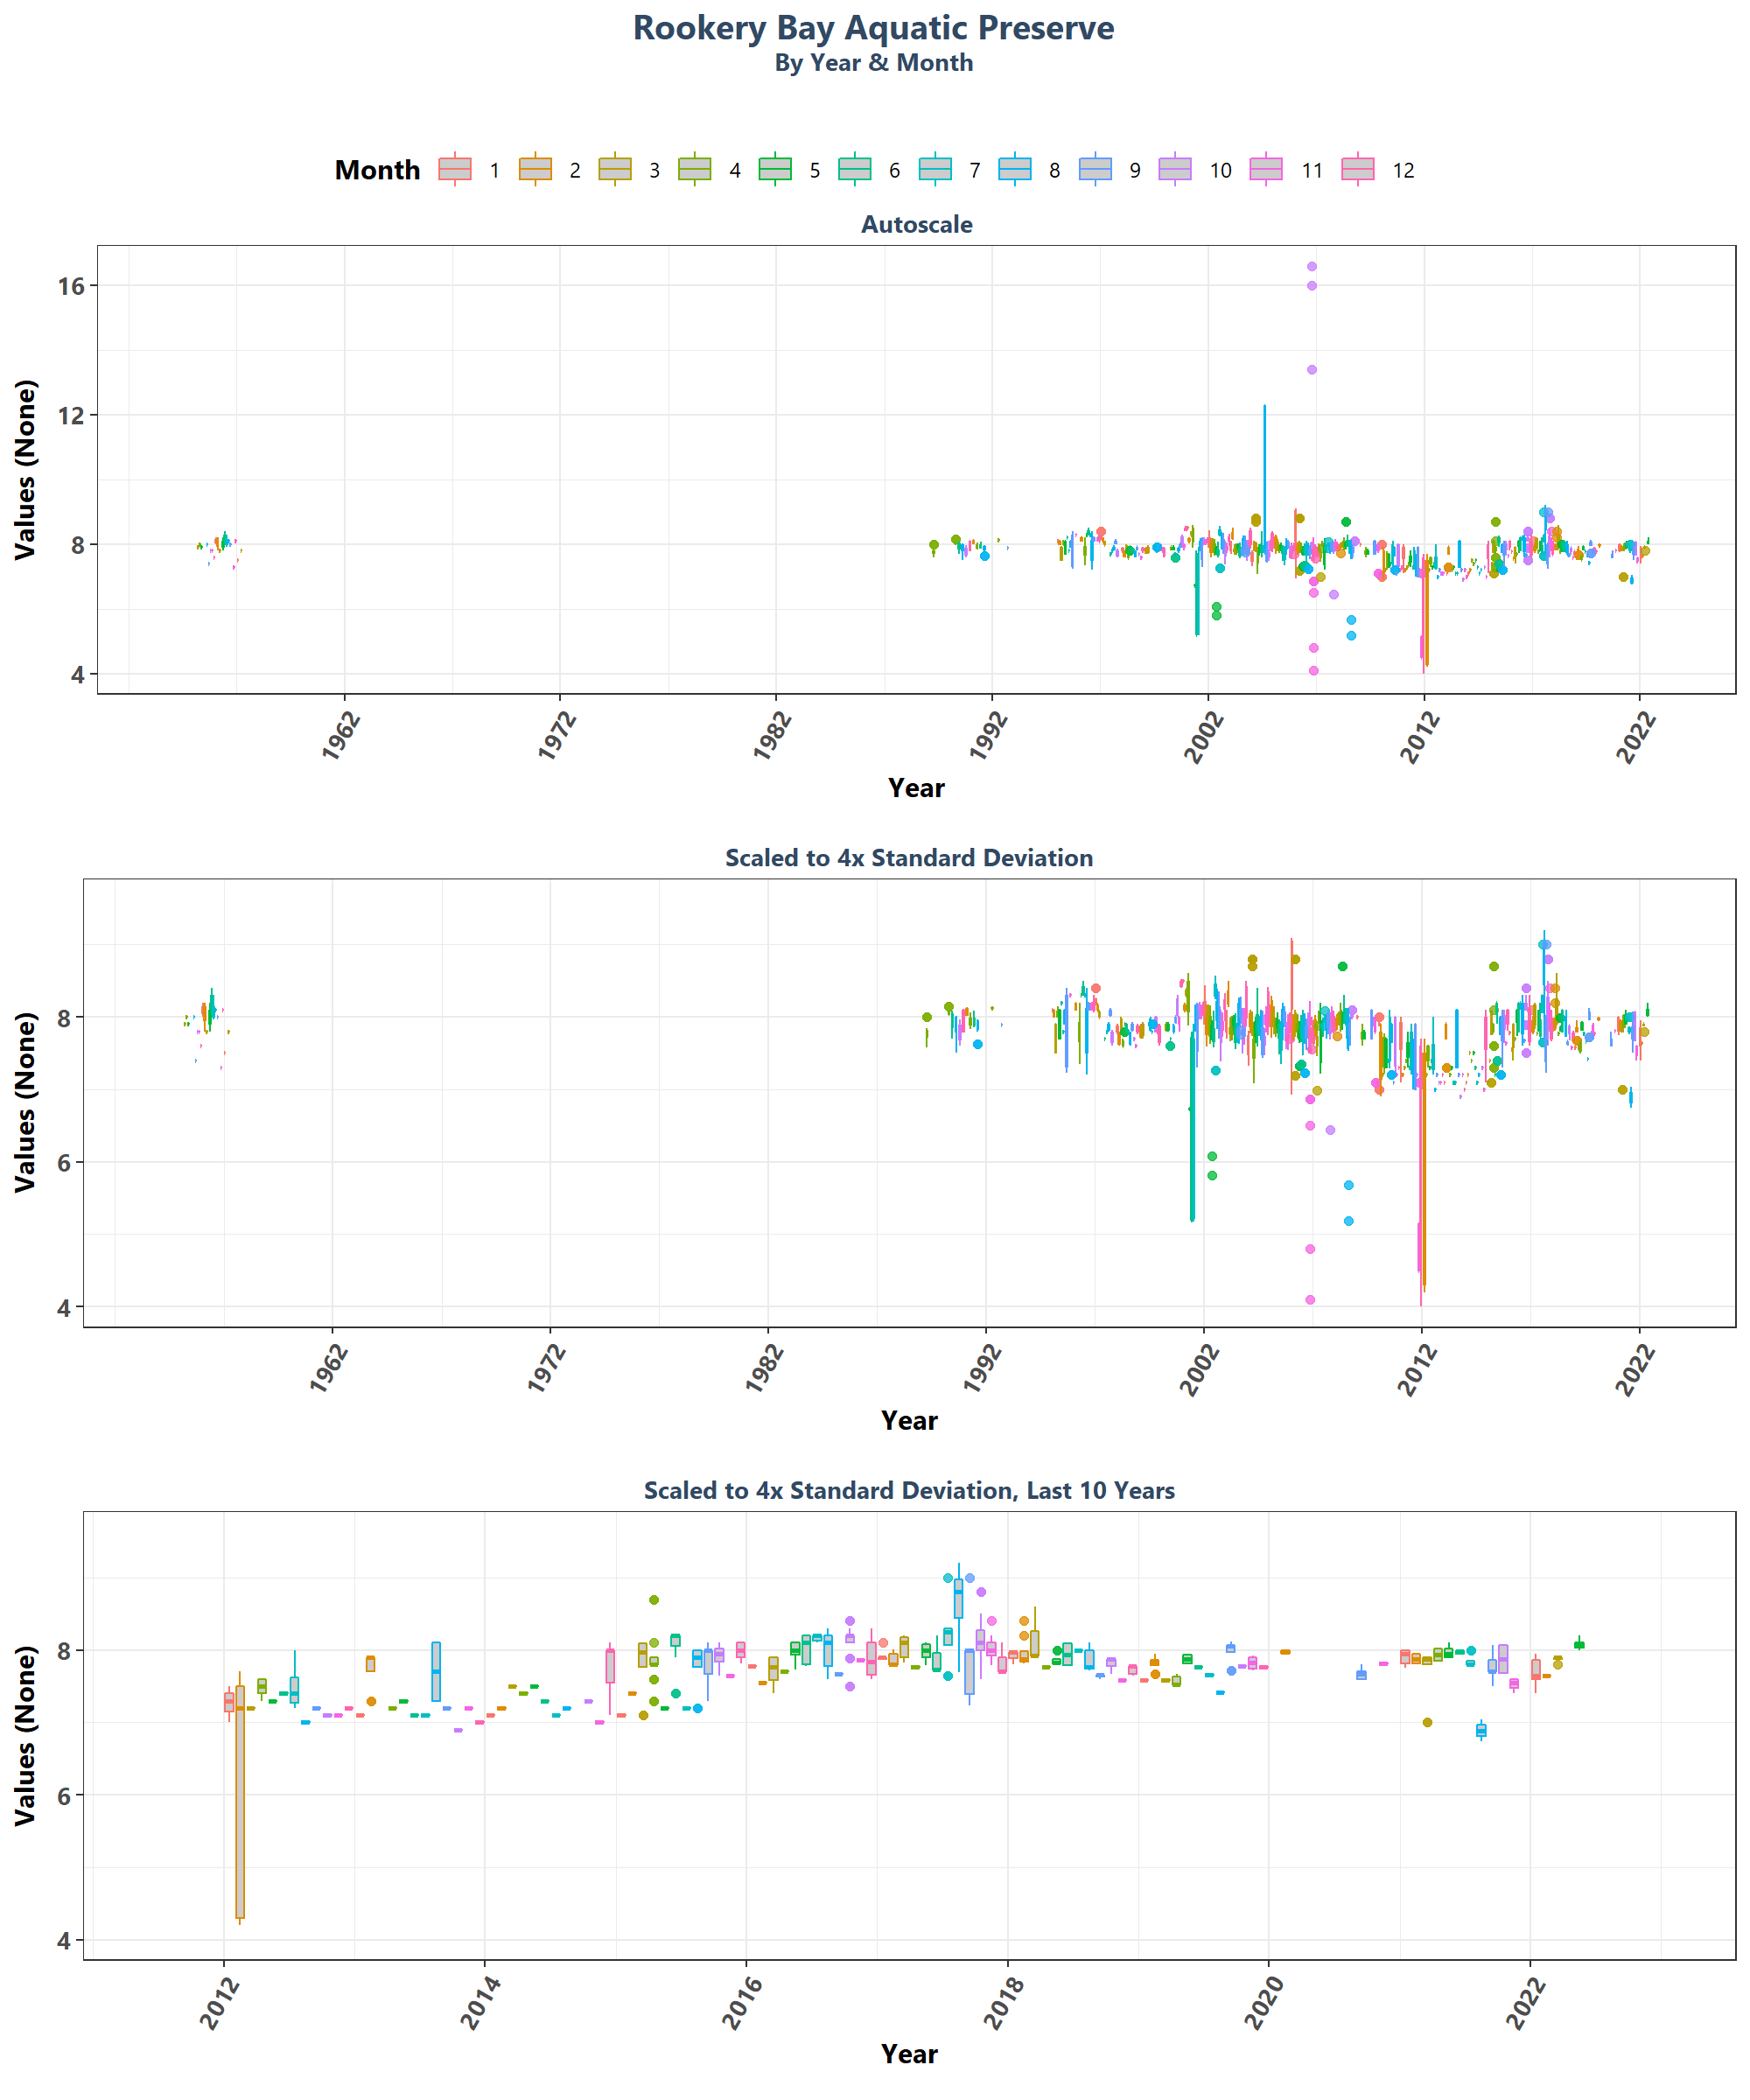 Rookery Bay Aquatic Preserve
By Year & Month
Month 1 2 3 4 5 6 7 8 9 10 11 12
Autoscale
Values (None)
16
12
8
4
1962 1972 1982 1992 2002 2012 2022
Year
Scaled to 4x Standard Deviation
Values (None)
8
6
4
1962 1972 1982 1992 2002 2012 2022
Year
Scaled to 4x Standard Deviation, Last 10 Years
Values (None)
8
6
4
2012 2014 2016 2018 2020 2022
Year